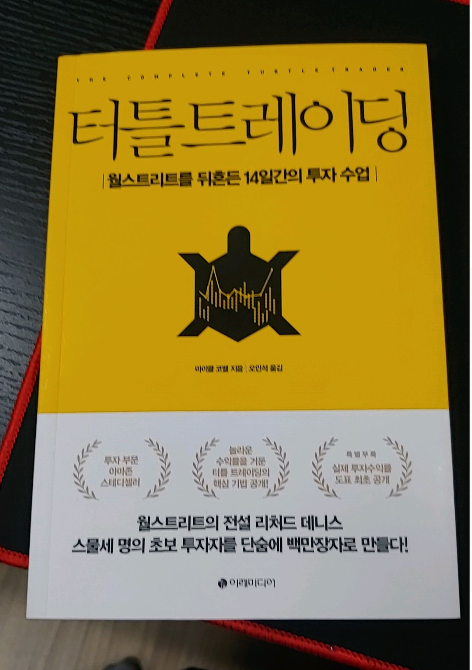 THE COMPLETE TURTLETRADER
터틀트레이딩
월스트리트를 뒤흔든 14일간의 투자 수업
마이클 코벨 지음 | 오인석 옮김
투자 부문
아마존
스테디셀러
놀라운
수익률을 거둔
터틀 트레이딩의
핵심 기법 공개!
특별부록
실제 투자수익률
도표 최초 공개
월스트리트의 전설 리처드 데니스
스물세 명의 초보 투자자를 단숨에 백만장자로 만들다!
이레미디어